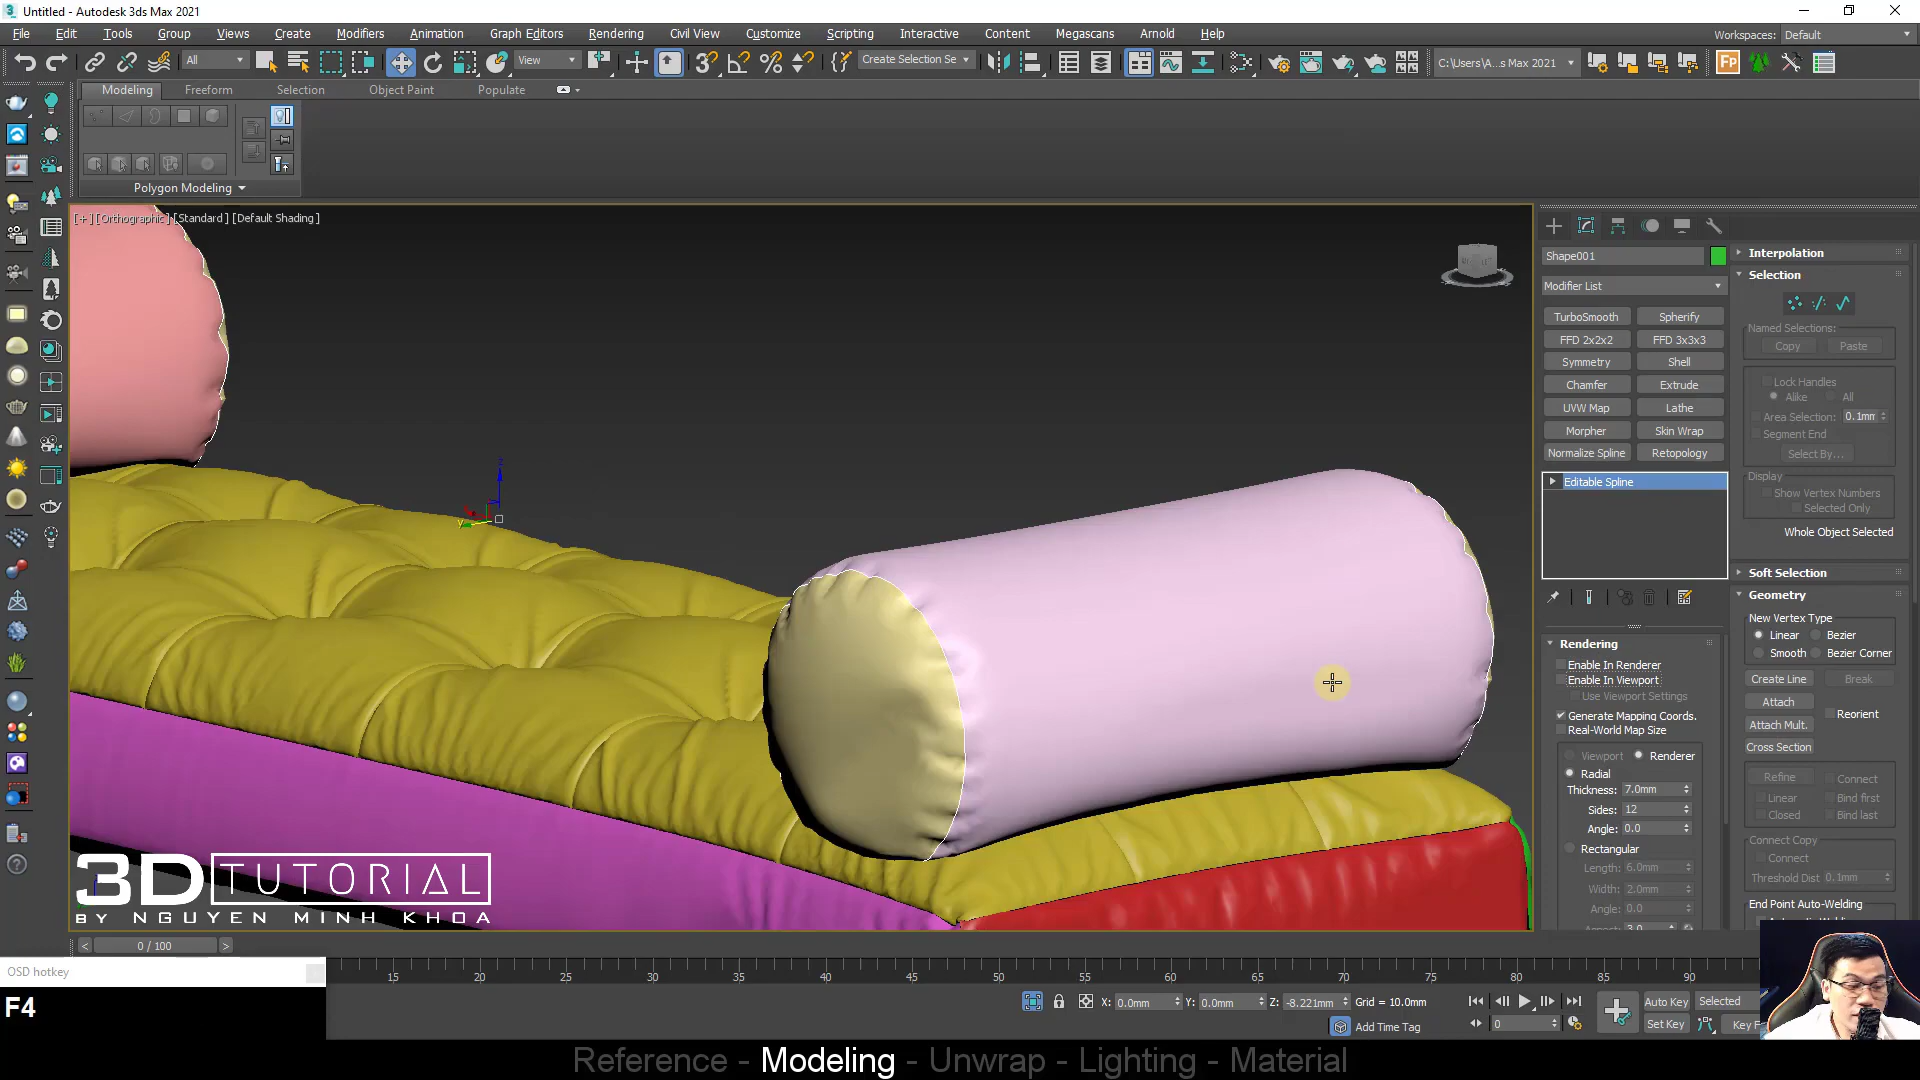 Untitled - Autodesk 3ds Max 2021
File Edit Tools Group Views Create Modifiers Animation Graph Editors Rendering Civil View Customize Scripting Interactive Content Megascans Arnold Help
Workspaces: Default
All View Create Selection Se C:\Users\A...s Max 2021
Modeling Freeform Selection Object Paint Populate
Polygon Modeling
[+] [Orthographic] [Standard] [Default Shading]
Shape001
Modifier List
TurboSmooth Spherify
FFD 2x2x2 FFD 3x3x3
Symmetry Shell
Chamfer Extrude
UVW Map Lathe
Morpher Skin Wrap
Normalize Spline Retopology
Editable Spline
Rendering
Enable In Renderer
Enable In Viewport
Use Viewport Settings
Generate Mapping Coords.
Real-World Map Size
Viewport Renderer
Radial
Thickness: 7.0mm
Sides: 12
Angle: 0.0
Rectangular
Length: 6.0mm
Width: 2.0mm
Angle: 0.0
Interpolation
Selection
Named Selections:
Copy Paste
Lock Handles
Alike All
Area Selection: 0.1mm
Segment End
Select By...
Display
Show Vertex Numbers
Selected Only
Whole Object Selected
Soft Selection
Geometry
New Vertex Type
Linear Bezier
Smooth Bezier Corner
Create Line Break
Attach
Reorient
Attach Mult.
Cross Section
Refine Connect
Linear Bind first
Closed Bind last
Connect Copy
Connect
Threshold Dist 0.1mm
End Point Auto-Welding
3D TUTORIAL
BY NGUYEN MINH KHOA
0 / 100
OSD hotkey
F4
15 20 25 30 35 40 45 50 55 60 65 70 75 80 85 90
X: 0.0mm Y: 0.0mm Z: -8.221mm Grid = 10.0mm
Add Time Tag
0
Auto Key Selected
Set Key Key F
Reference - Modeling - Unwrap - Lighting - Material